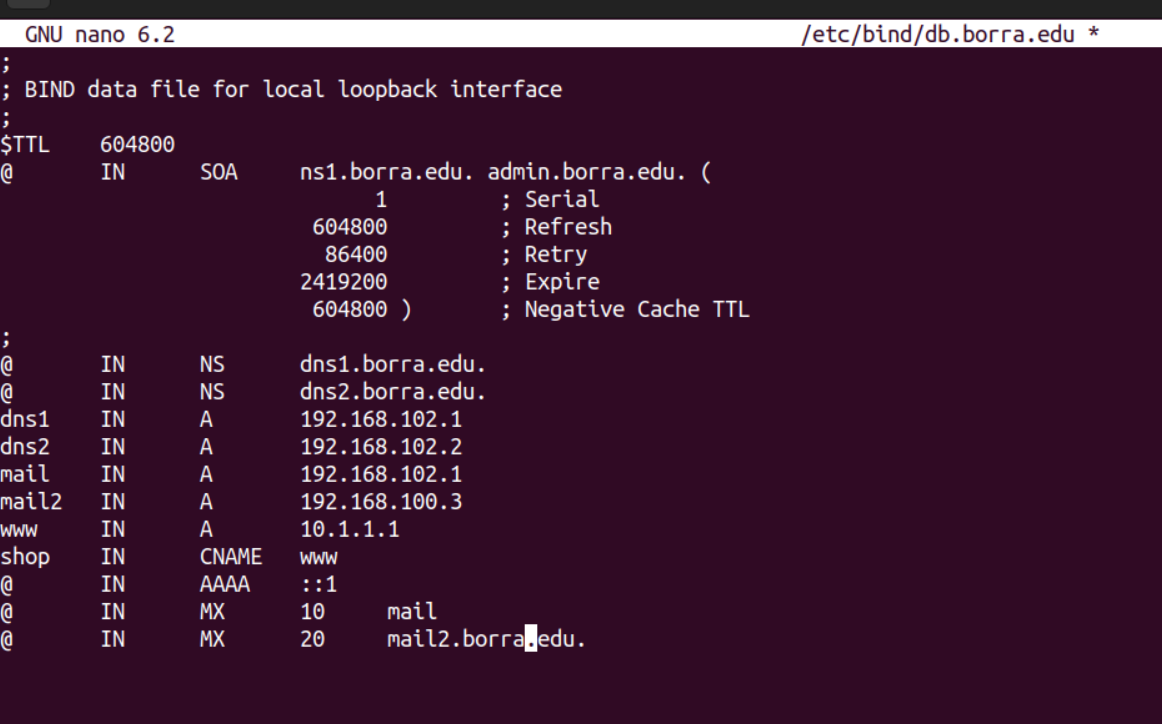 GNU nano 6.2 /etc/bind/db.borra.edu *
;
; BIND data file for local loopback interface
;
$TTL 604800
@ IN SOA ns1.borra.edu. admin.borra.edu. (
1 ; Serial
604800 ; Refresh
86400 ; Retry
2419200 ; Expire
604800 ) ; Negative Cache TTL
;
@ IN NS dns1.borra.edu.
@ IN NS dns2.borra.edu.
dns1 IN A 192.168.102.1
dns2 IN A 192.168.102.2
mail IN A 192.168.102.1
mail2 IN A 192.168.100.3
www IN A 10.1.1.1
shop IN CNAME www
@ IN AAAA ::1
@ IN MX 10 mail
@ IN MX 20 mail2.borra.edu.